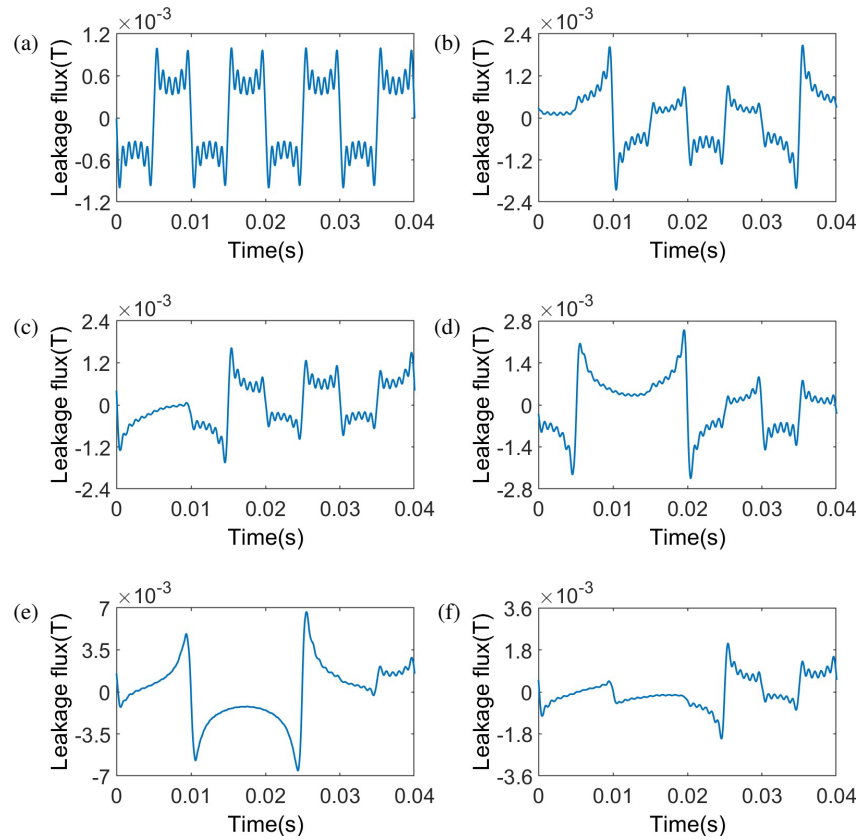 (a)
×10⁻³
Leakage flux(T)
1.2
0.6
0
-0.6
-1.2
0 0.01 0.02 0.03 0.04
Time(s)
(b)
×10⁻³
Leakage flux(T)
2.4
1.2
0
-1.2
-2.4
0 0.01 0.02 0.03 0.04
Time(s)
(c)
×10⁻³
Leakage flux(T)
2.4
1.2
0
-1.2
-2.4
0 0.01 0.02 0.03 0.04
Time(s)
(d)
×10⁻³
Leakage flux(T)
2.8
1.4
0
-1.4
-2.8
0 0.01 0.02 0.03 0.04
Time(s)
(e)
×10⁻³
Leakage flux(T)
7
3.5
0
-3.5
-7
0 0.01 0.02 0.03 0.04
Time(s)
(f)
×10⁻³
Leakage flux(T)
3.6
1.8
0
-1.8
-3.6
0 0.01 0.02 0.03 0.04
Time(s)